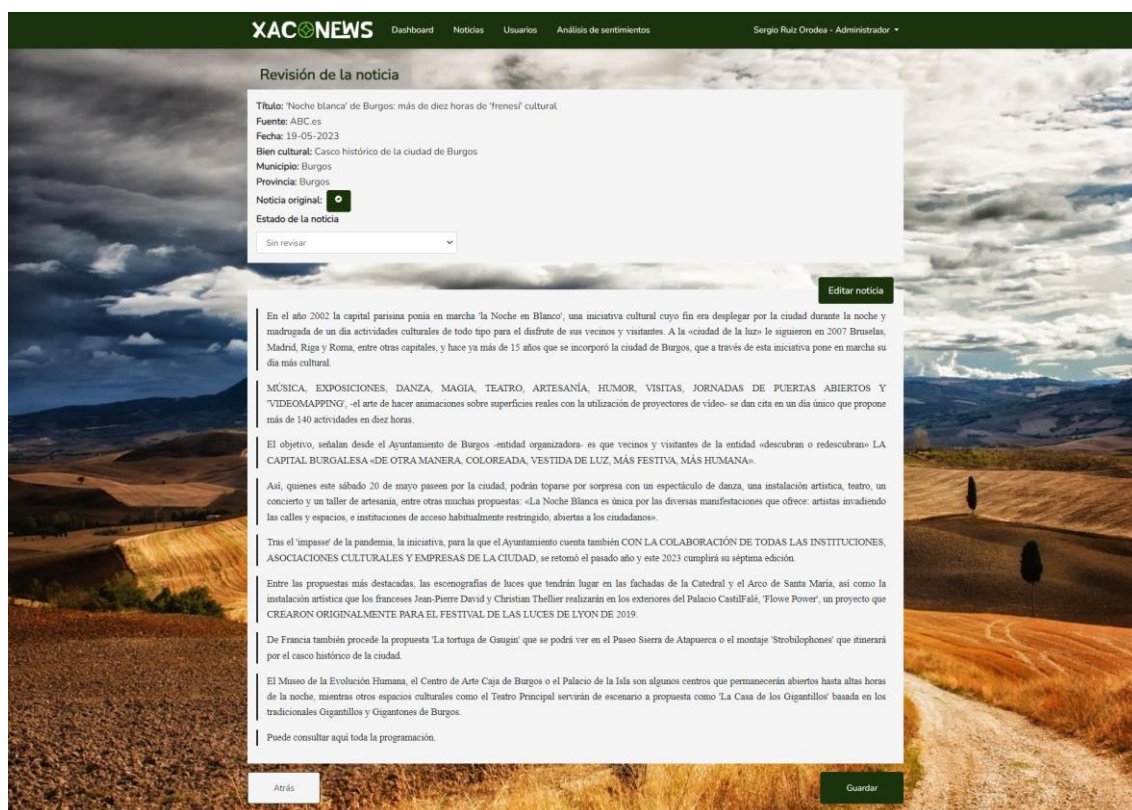 XACONEWS Dashboard Noticias Usuarios Análisis de sentimientos Sergio Ruiz Orodea - Administrador
Revisión de la noticia
Título: 'Noche blanca' de Burgos: más de diez horas de 'frenesí' cultural
Fuente: ABC.es
Fecha: 19-05-2023
Bien cultural: Casco histórico de la ciudad de Burgos
Municipio: Burgos
Provincia: Burgos
Noticia original:
Estado de la noticia
Sin revisar
Editar noticia
En el año 2002 la capital parisina ponía en marcha 'la Noche en Blanco', una iniciativa cultural cuyo fin era desplegar por la ciudad durante la noche y
madrugada de un día actividades culturales de todo tipo para el disfrute de sus vecinos y visitantes. A la «ciudad de la luz» le siguieron en 2007 Bruselas,
Madrid, Riga y Roma, entre otras capitales, y hace ya más de 15 años que se incorporó la ciudad de Burgos, que a través de esta iniciativa pone en marcha su
día más cultural.
MÚSICA, EXPOSICIONES, DANZA, MAGIA, TEATRO, ARTESANÍA, HUMOR, VISITAS, JORNADAS DE PUERTAS ABIERTOS Y
'VIDEOMAPPING', -el arte de hacer animaciones sobre superficies reales con la utilización de proyectores de vídeo- se dan cita en un día único que propone
más de 140 actividades en diez horas.
El objetivo, señalan desde el Ayuntamiento de Burgos -entidad organizadora- es que vecinos y visitantes de la entidad «descubran o redescubran» LA
CAPITAL BURGALESA «DE OTRA MANERA, COLOREADA, VESTIDA DE LUZ, MÁS FESTIVA, MÁS HUMANA».
Así, quienes este sábado 20 de mayo paseen por la ciudad, podrán toparse por sorpresa con un espectáculo de danza, una instalación artística, teatro, un
concierto y un taller de artesanía, entre otras muchas propuestas: «La Noche Blanca es única por las diversas manifestaciones que ofrece: artistas invadiendo
las calles y espacios, e instituciones de acceso habitualmente restringido, abiertas a los ciudadanos».
Tras el 'impasse' de la pandemia, la iniciativa, para la que el Ayuntamiento cuenta también CON LA COLABORACIÓN DE TODAS LAS INSTITUCIONES,
ASOCIACIONES CULTURALES Y EMPRESAS DE LA CIUDAD, se retomó el pasado año y este 2023 cumplirá su séptima edición.
Entre las propuestas más destacadas, las escenografías de luces que tendrán lugar en las fachadas de la Catedral y el Arco de Santa María, así como la
instalación artística que los franceses Jean-Pierre David y Christian Thellier realizarán en los exteriores del Palacio CastilFalé, 'Flowe Power', un proyecto que
CREARON ORIGINALMENTE PARA EL FESTIVAL DE LAS LUCES DE LYON DE 2019.
De Francia también procede la propuesta 'La tortuga de Gaugin' que se podrá ver en el Paseo Sierra de Atapuerca o el montaje 'Strobilophones' que itinerará
por el casco histórico de la ciudad.
El Museo de la Evolución Humana, el Centro de Arte Caja de Burgos o el Palacio de la Isla son algunos centros que permanecerán abiertos hasta altas horas
de la noche, mientras otros espacios culturales como el Teatro Principal servirán de escenario a propuesta como 'La Casa de los Gigantillos' basada en los
tradicionales Gigantillos y Gigantones de Burgos.
Puede consultar aquí toda la programación.
Atrás Guardar